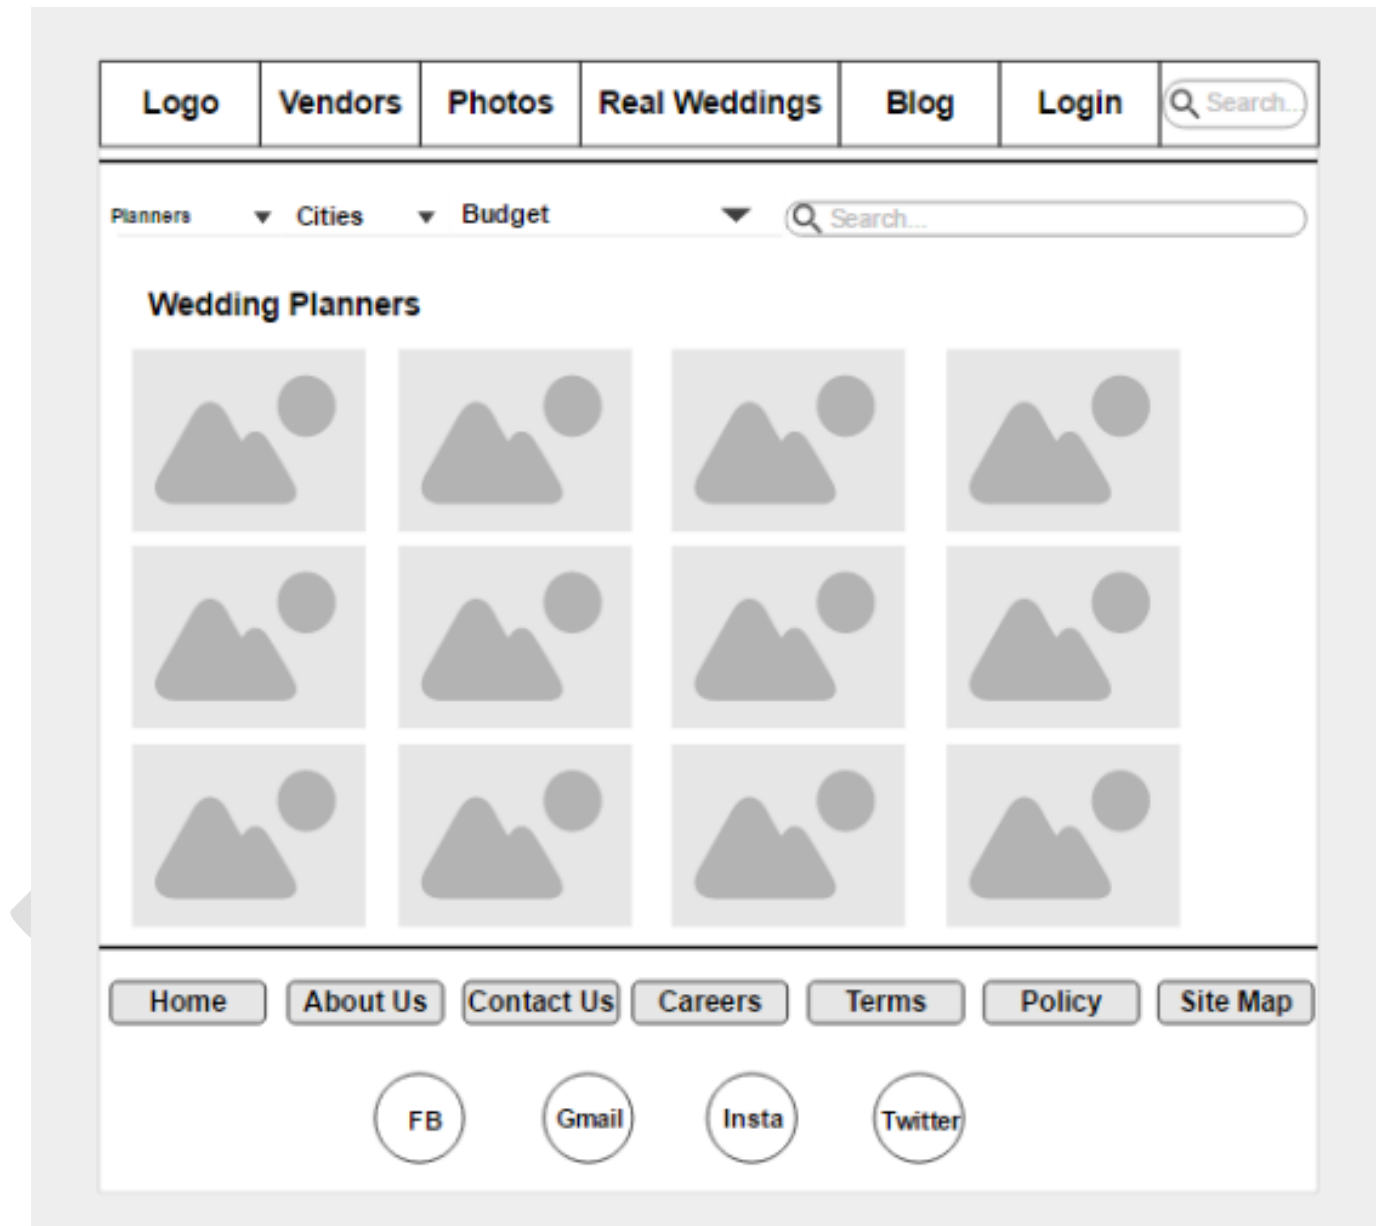 Logo Vendors Photos Real Weddings Blog Login Search...
Planners Cities Budget Search...
Wedding Planners
Home About Us Contact Us Careers Terms Policy Site Map
FB Gmail Insta Twitter